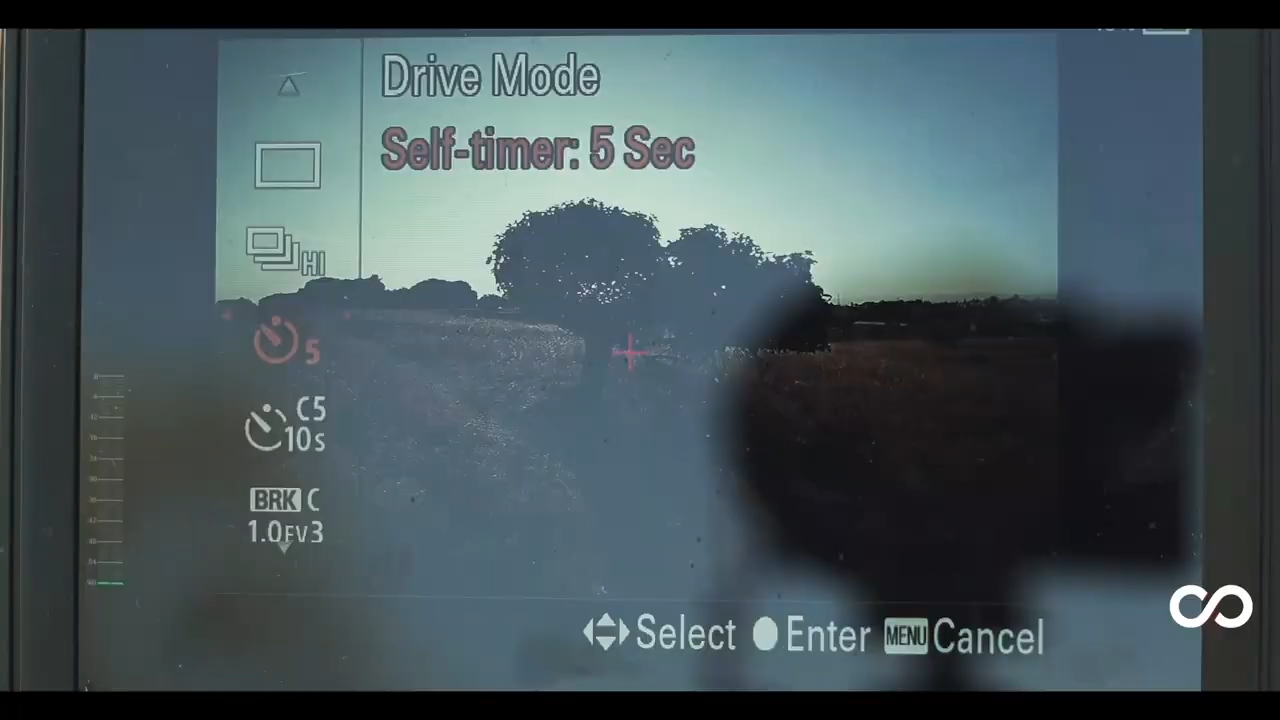 Drive Mode
Self-timer: 5 Sec
HI
5
C5
10s
BRK C
1.0EV3
Select Enter MENU Cancel